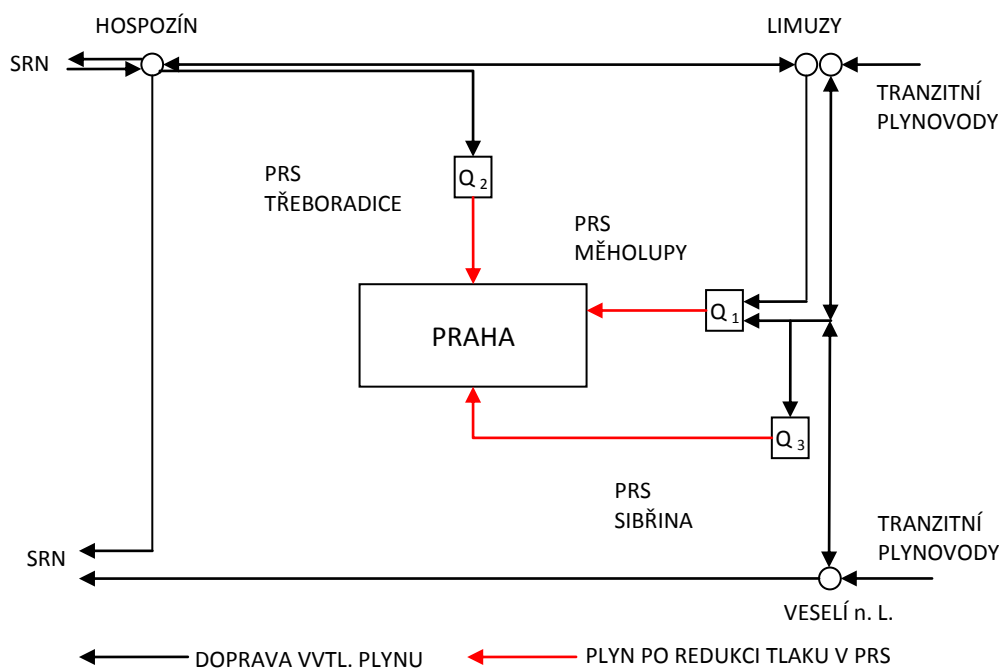 HOSPOZÍN
LIMUZY
SRN
TRANZITNÍ
PLYNOVODY
PRS
TŘEBORADICE
Q 2
PRS
MĚHOLUPY
Q 1
PRAHA
Q 3
PRS
SIBŘINA
TRANZITNÍ
PLYNOVODY
SRN
VESELÍ n. L.
DOPRAVA VVTL. PLYNU
PLYN PO REDUKCI TLAKU V PRS